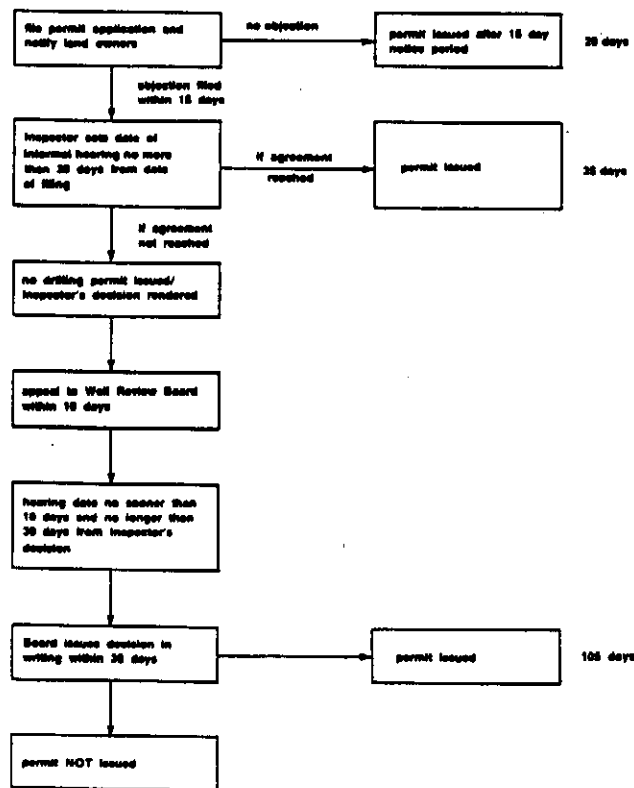 file permit application and
notify land owners
no objection
permit issued after 15 day
notice period
20 days
objection filed
within 15 days
Inspector sets date of
informal hearing no more
than 30 days from date
of filing
if agreement
reached
permit issued
days
if agreement
not reached
no drilling permit issued/
Inspector's decision rendered
appeal to Well Review Board
within days
hearing date no sooner than
10 days and no longer than
30 days from Inspector's
decision
Board issues decision in
writing within 30 days
permit issued
105 days
permit NOT issued